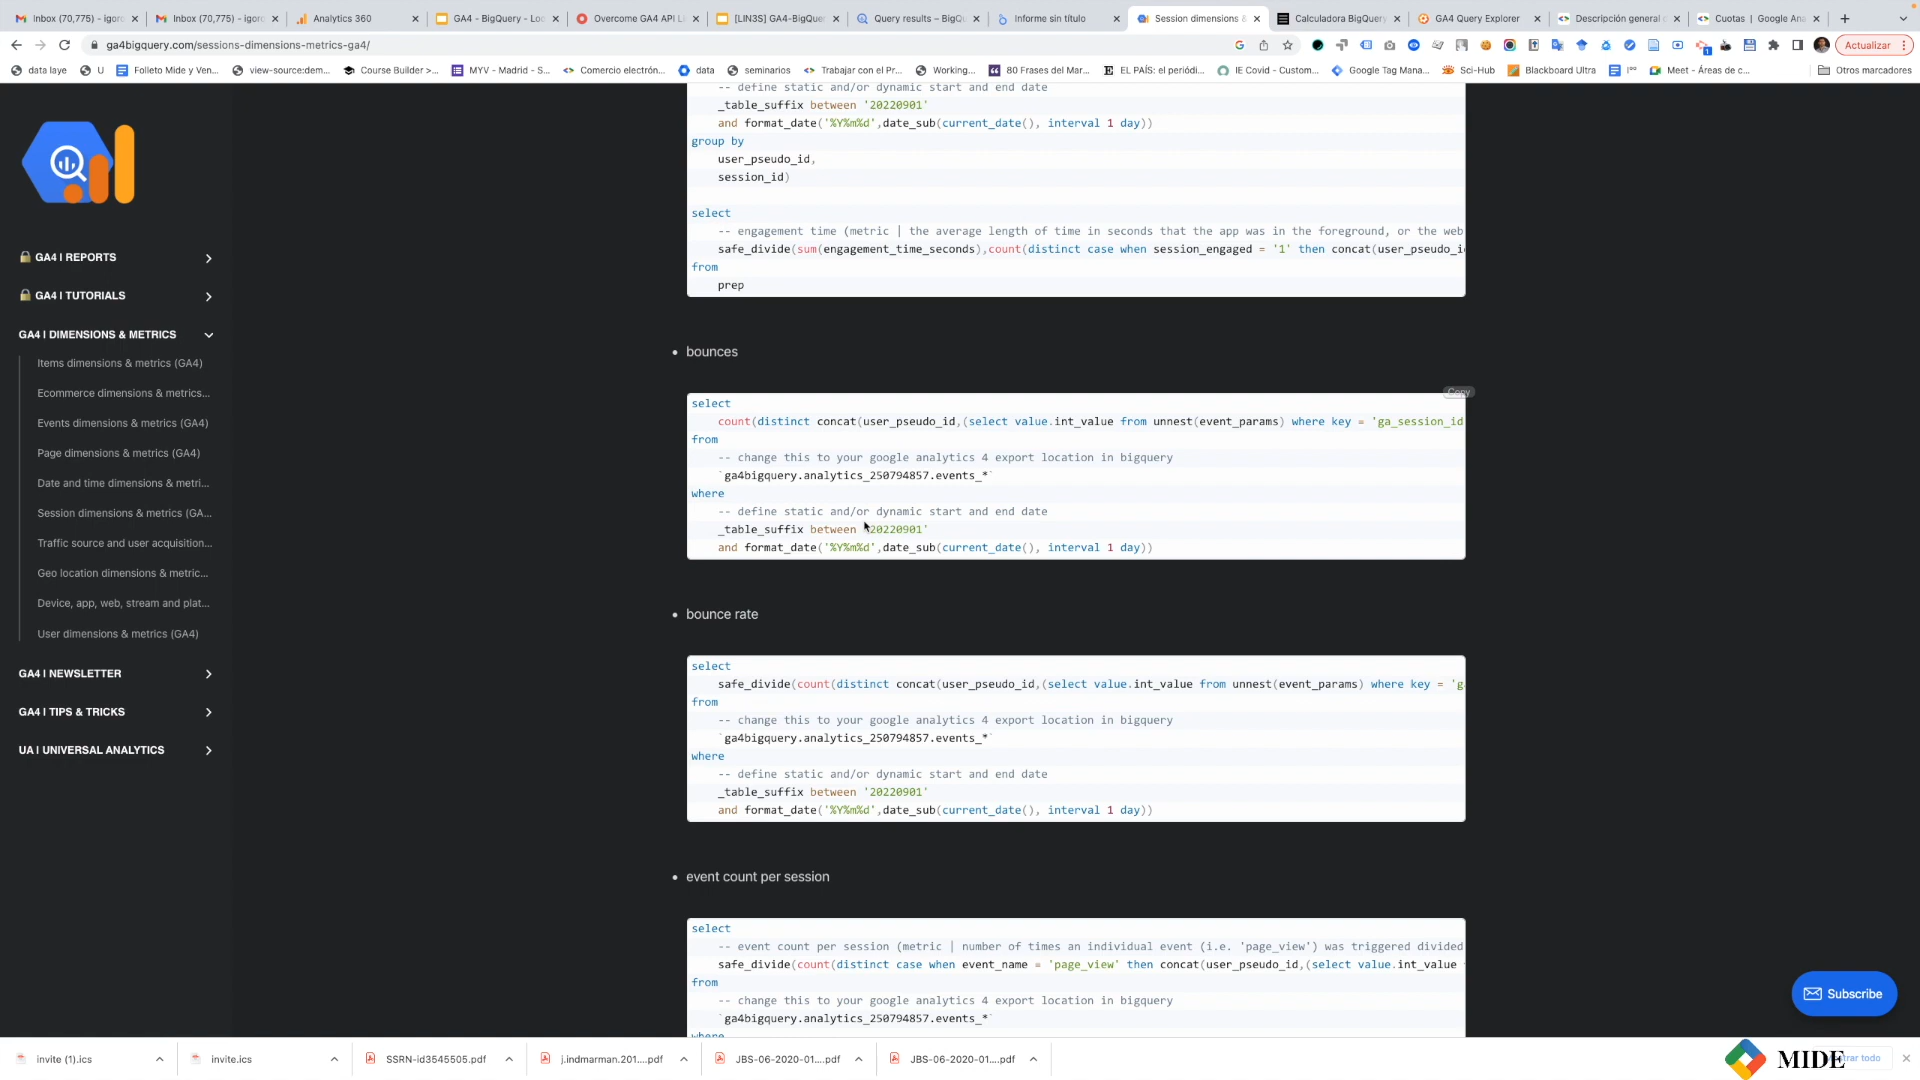 Inbox (70,775) – igor
Inbox (70,775) – igor
Analytics 360
GA4 - BigQuery - Loo
Overcome GA4 API Li
[LIN3S] GA4-BigQue
Query results – BigQu
Informe sin título
Session dimensions &
Calculadora BigQuery
GA4 Query Explorer
Descripción general d
Cuotas | Google Ana
ga4bigquery.com/sessions-dimensions-metrics-ga4/
Actualizar
data laye
U
Folleto Mide y Ven...
view-source:dem...
Course Builder >...
MYV - Madrid - S...
Comercio electrón...
data
seminarios
Trabajar con el Pr...
Working...
80 Frases del Mar...
EL PAÍS: el periódi...
IE Covid - Custom...
Google Tag Mana...
Sci-Hub
Blackboard Ultra
Meet - Áreas de c...
Otros marcadores
GA4 | REPORTS
GA4 | TUTORIALS
GA4 | DIMENSIONS & METRICS
Items dimensions & metrics (GA4)
Ecommerce dimensions & metrics...
Events dimensions & metrics (GA4)
Page dimensions & metrics (GA4)
Date and time dimensions & metri...
Session dimensions & metrics (GA...
Traffic source and user acquisition...
Geo location dimensions & metric...
Device, app, web, stream and plat...
User dimensions & metrics (GA4)
GA4 | NEWSLETTER
GA4 | TIPS & TRICKS
UA | UNIVERSAL ANALYTICS
-- define static and/or dynamic start and end date
_table_suffix between '20220901'
and format_date('%Y%m%d',date_sub(current_date(), interval 1 day))
group by
user_pseudo_id,
session_id)
select
-- engagement time (metric | the average length of time in seconds that the app was in the foreground, or the web
safe_divide(sum(engagement_time_seconds),count(distinct case when session_engaged = '1' then concat(user_pseudo_i
from
prep
• bounces
Copy
select
count(distinct concat(user_pseudo_id,(select value.int_value from unnest(event_params) where key = 'ga_session_id
from
-- change this to your google analytics 4 export location in bigquery
`ga4bigquery.analytics_250794857.events_*`
where
-- define static and/or dynamic start and end date
_table_suffix between '20220901'
and format_date('%Y%m%d',date_sub(current_date(), interval 1 day))
• bounce rate
select
safe_divide(count(distinct concat(user_pseudo_id,(select value.int_value from unnest(event_params) where key = 'g
from
-- change this to your google analytics 4 export location in bigquery
`ga4bigquery.analytics_250794857.events_*`
where
-- define static and/or dynamic start and end date
_table_suffix between '20220901'
and format_date('%Y%m%d',date_sub(current_date(), interval 1 day))
• event count per session
select
-- event count per session (metric | number of times an individual event (i.e. 'page_view') was triggered divided
safe_divide(count(distinct case when event_name = 'page_view' then concat(user_pseudo_id,(select value.int_value
from
-- change this to your google analytics 4 export location in bigquery
`ga4bigquery.analytics_250794857.events_*`
where
Subscribe
invite (1).ics
invite.ics
SSRN-id3545505.pdf
j.indmarman.201....pdf
JBS-06-2020-01....pdf
JBS-06-2020-01....pdf
MIDE
trar todo